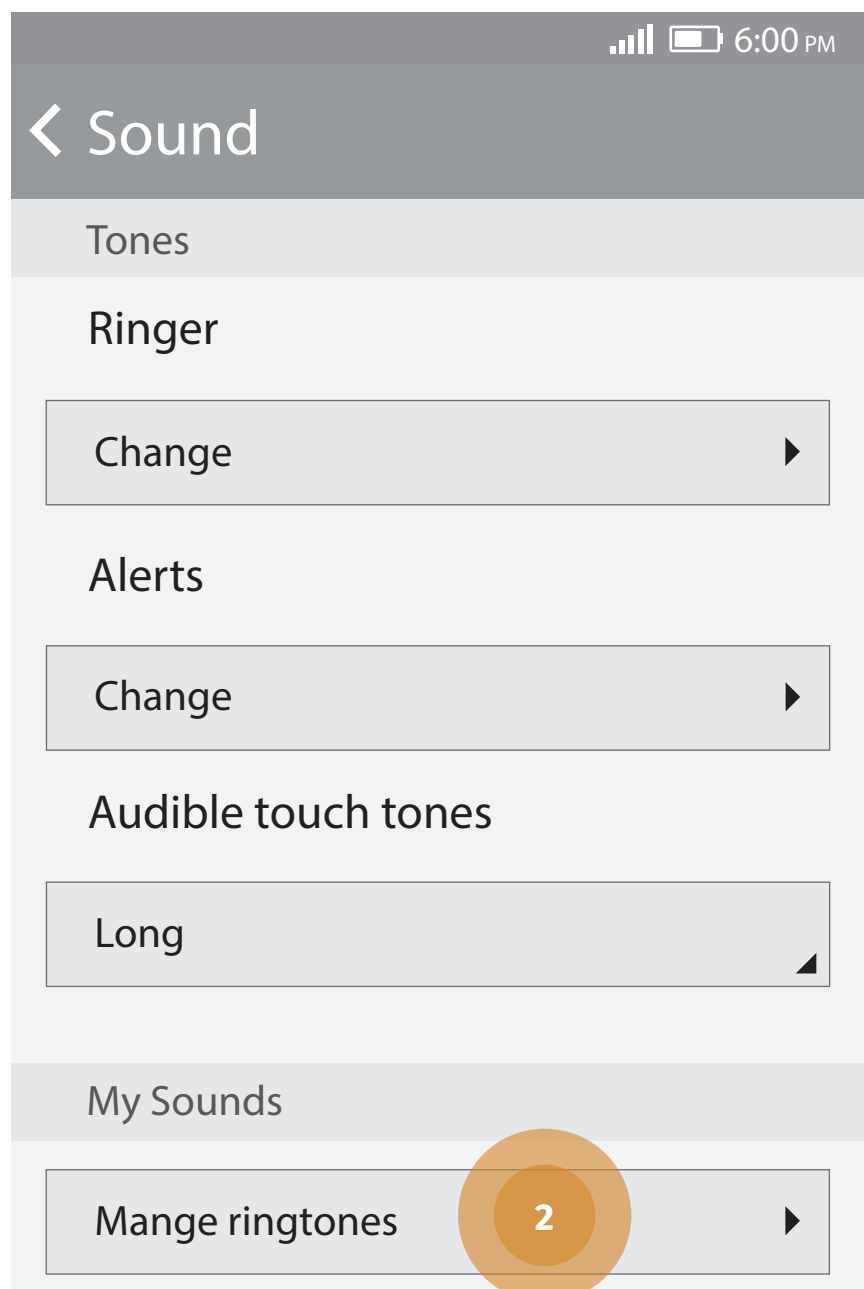 6:00 PM
Sound
Tones
Ringer
Change
Alerts
Change
Audible touch tones
Long
My Sounds
Mange ringtones 2